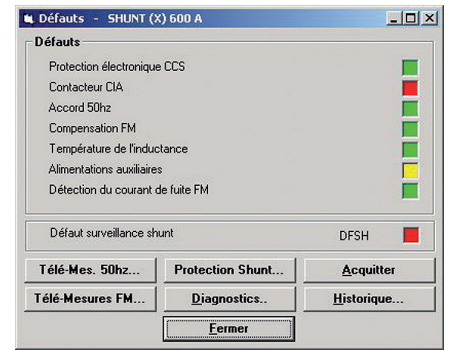 Défauts - SHUNT (X) 600 A
Défauts
Protection électronique CCS
Contacteur CIA
Accord 50hz
Compensation FM
Température de l'inductance
Alimentations auxiliaires
Détection du courant de fuite FM
Défaut surveillance shunt DFSH
Télé-Mes. 50hz... Protection Shunt... Acquitter
Télé-Mesures FM... Diagnostics.. Historique...
Fermer